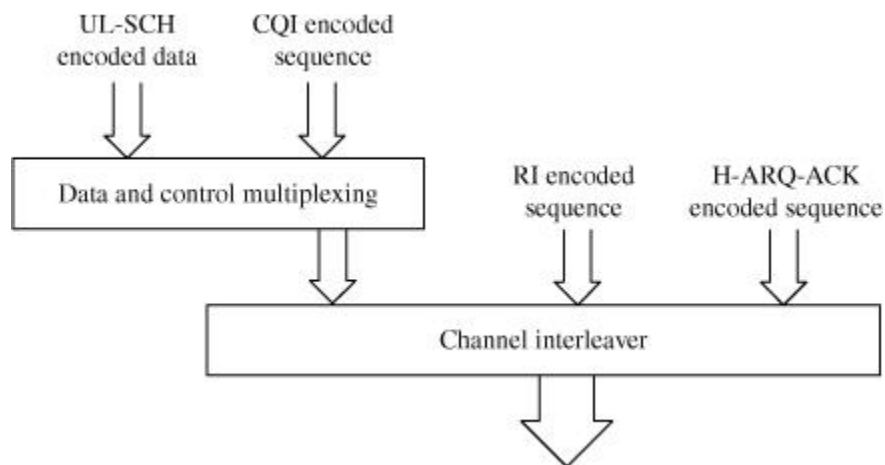 UL-SCH
encoded data
CQI encoded
sequence
Data and control multiplexing
RI encoded
sequence
H-ARQ-ACK
encoded sequence
Channel interleaver